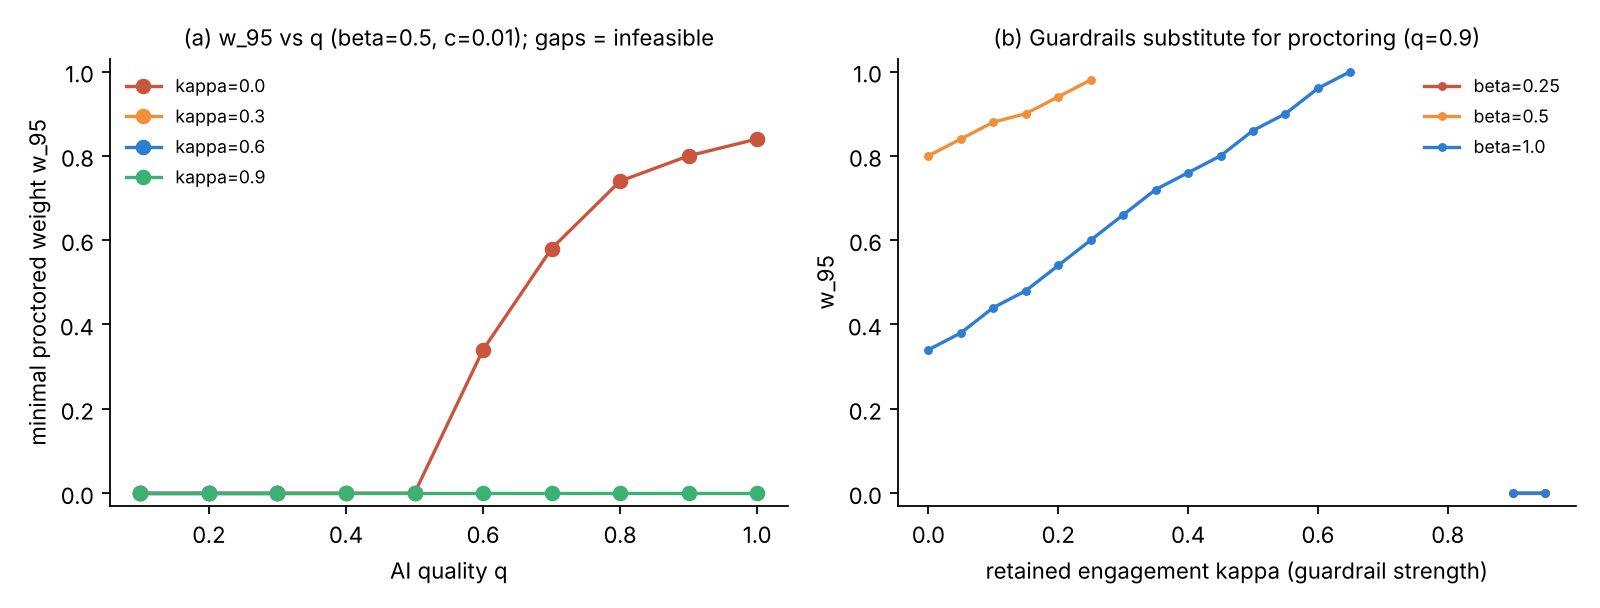 (a) w_95 vs q (beta=0.5, c=0.01); gaps = infeasible
kappa=0.0
kappa=0.3
kappa=0.6
kappa=0.9
minimal proctored weight w_95
1.0
0.8
0.6
0.4
0.2
0.0
0.2
0.4
0.6
0.8
1.0
AI quality q
(b) Guardrails substitute for proctoring (q=0.9)
beta=0.25
beta=0.5
beta=1.0
w_95
1.0
0.8
0.6
0.4
0.2
0.0
0.0
0.2
0.4
0.6
0.8
retained engagement kappa (guardrail strength)